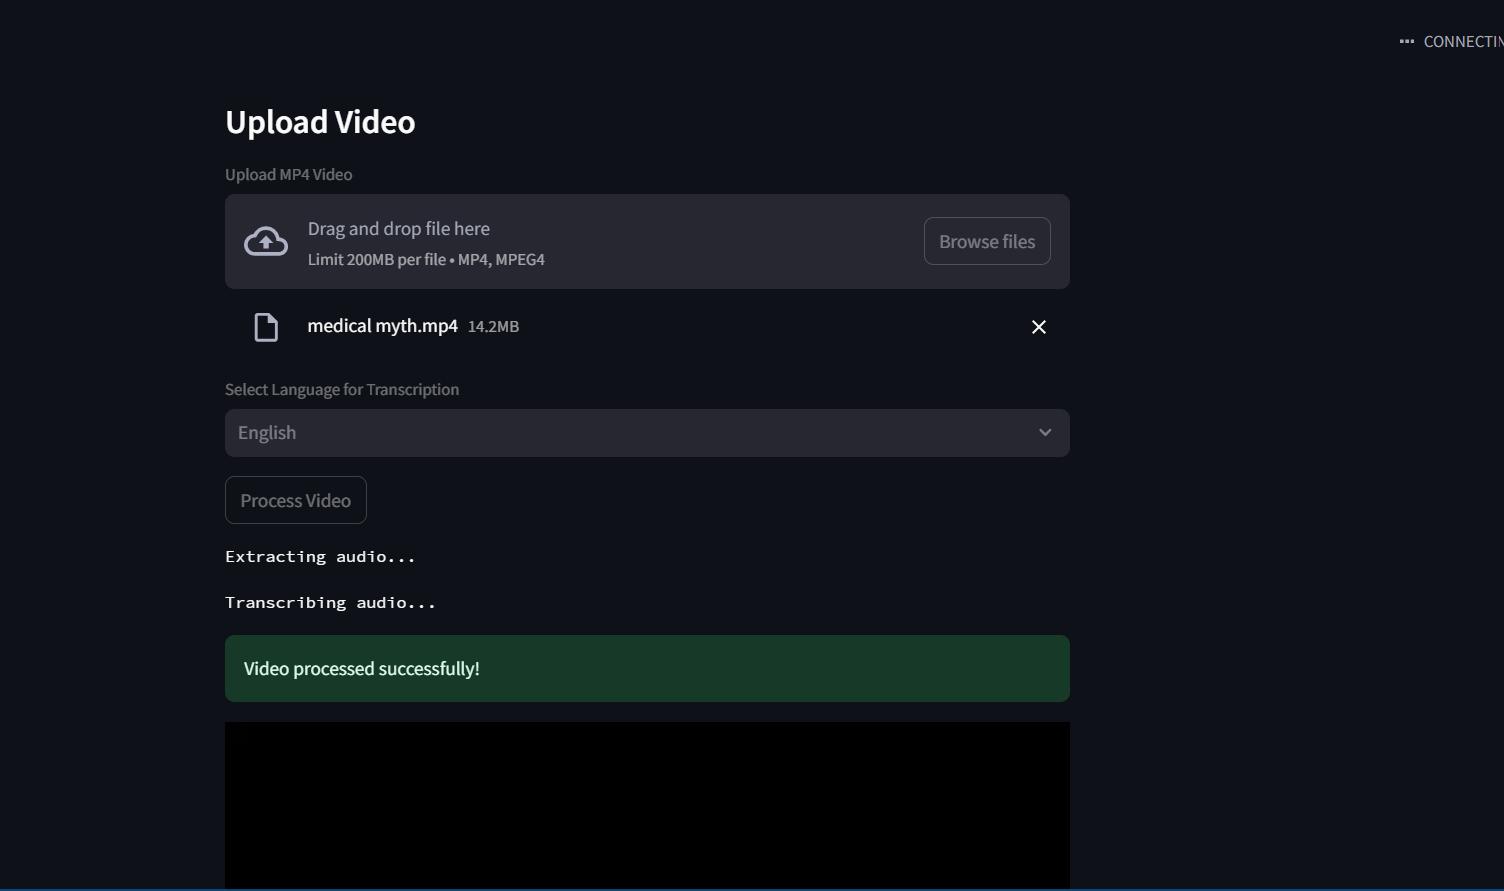 CONNECTIN
Upload Video
Upload MP4 Video
Drag and drop file here
Limit 200MB per file • MP4, MPEG4
Browse files
medical myth.mp4 14.2MB
Select Language for Transcription
English
Process Video
Extracting audio...
Transcribing audio...
Video processed successfully!